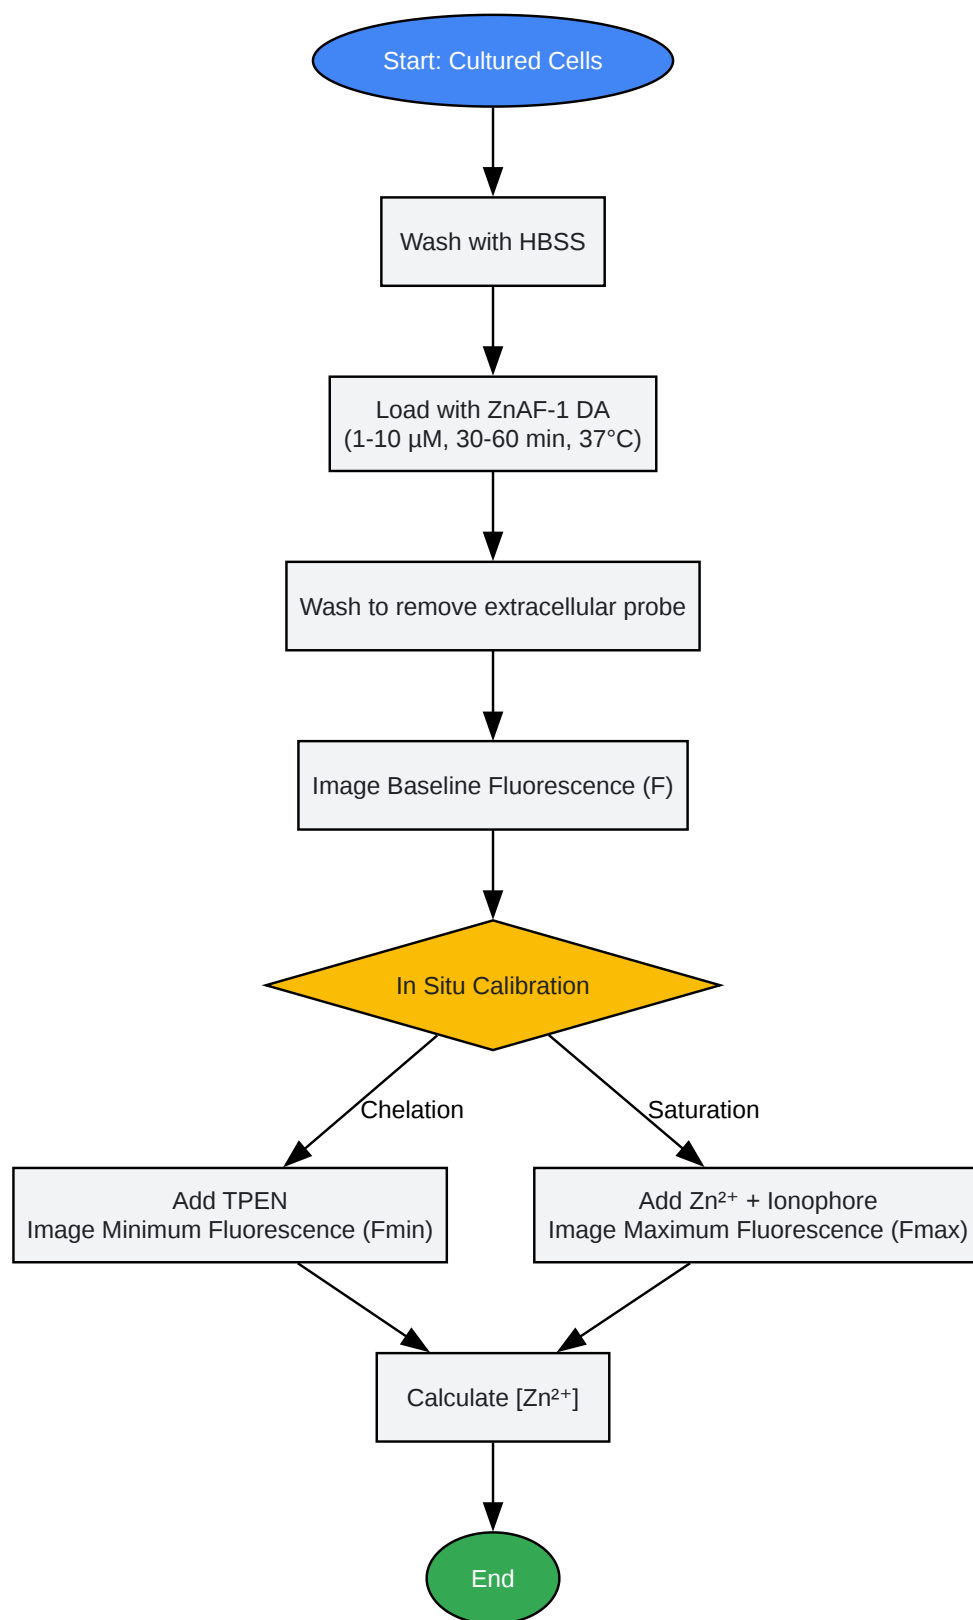 Start: Cultured Cells
Wash with HBSS
Load with ZnAF-1 DA
(1-10 µM, 30-60 min, 37°C)
Wash to remove extracellular probe
Image Baseline Fluorescence (F)
In Situ Calibration
Chelation
Saturation
Add TPEN
Image Minimum Fluorescence (Fmin)
Add Zn²⁺ + Ionophore
Image Maximum Fluorescence (Fmax)
Calculate [Zn²⁺]
End